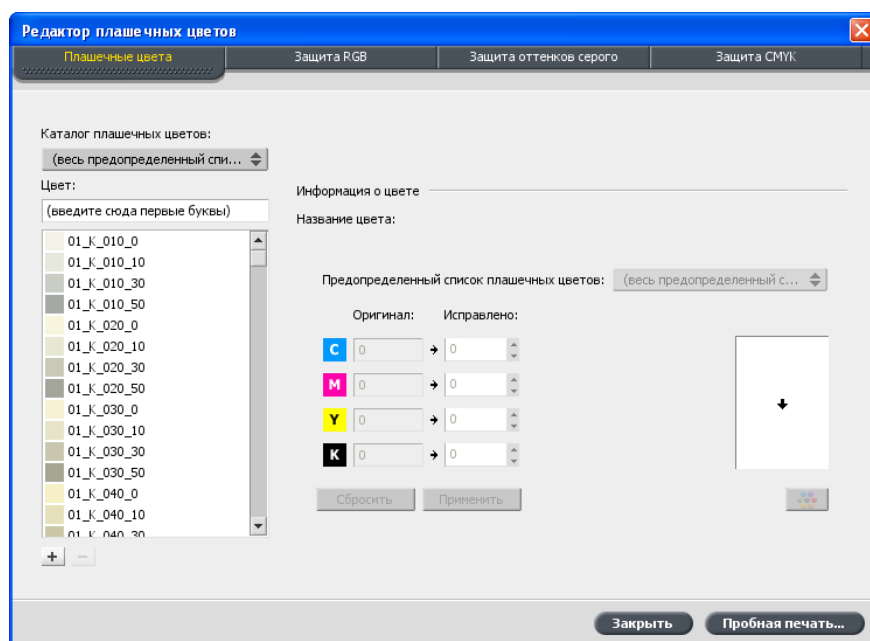 Редактор плашечных цветов
Плашечные цвета Защита RGB Защита оттенков серого Защита CMYK
Каталог плашечных цветов:
(весь предопределенный спи...
Цвет:
(введите сюда первые буквы)
01_K_010_0
01_K_010_10
01_K_010_30
01_K_010_50
01_K_020_0
01_K_020_10
01_K_020_30
01_K_020_50
01_K_030_0
01_K_030_10
01_K_030_30
01_K_030_50
01_K_040_0
01_K_040_10
01_K_040_30
Информация о цвете
Название цвета:
Предопределенный список плашечных цветов: (весь предопределенный с...
Оригинал: Исправлено:
C 0 0
M 0 0
Y 0 0
K 0 0
Сбросить Применить
Закрыть Пробная печать...